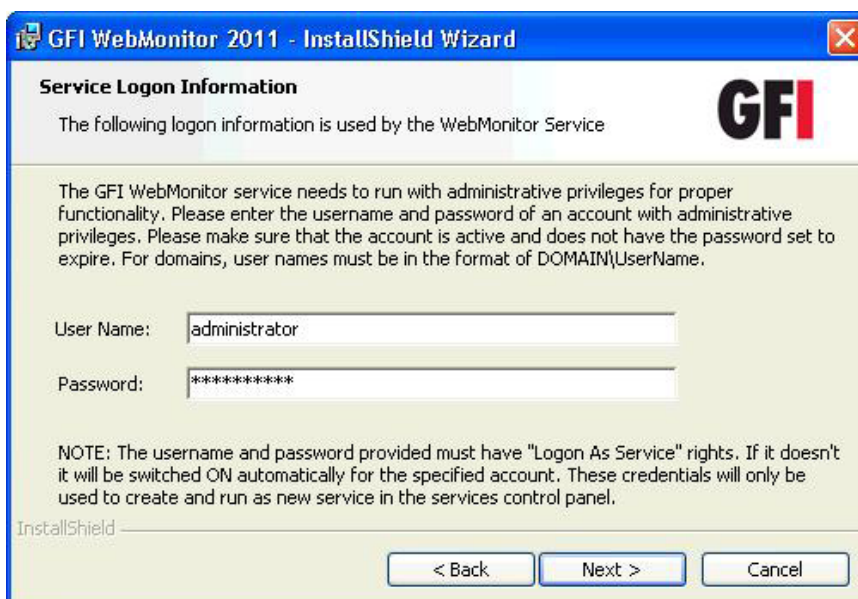 GFI WebMonitor 2011 - InstallShield Wizard
Service Logon Information
The following logon information is used by the WebMonitor Service
GFI
The GFI WebMonitor service needs to run with administrative privileges for proper
functionality. Please enter the username and password of an account with administrative
privileges. Please make sure that the account is active and does not have the password set to
expire. For domains, user names must be in the format of DOMAIN\UserName.
User Name: administrator
Password: **********
NOTE: The username and password provided must have "Logon As Service" rights. If it doesn't
it will be switched ON automatically for the specified account. These credentials will only be
used to create and run as new service in the services control panel.
InstallShield
< Back Next > Cancel